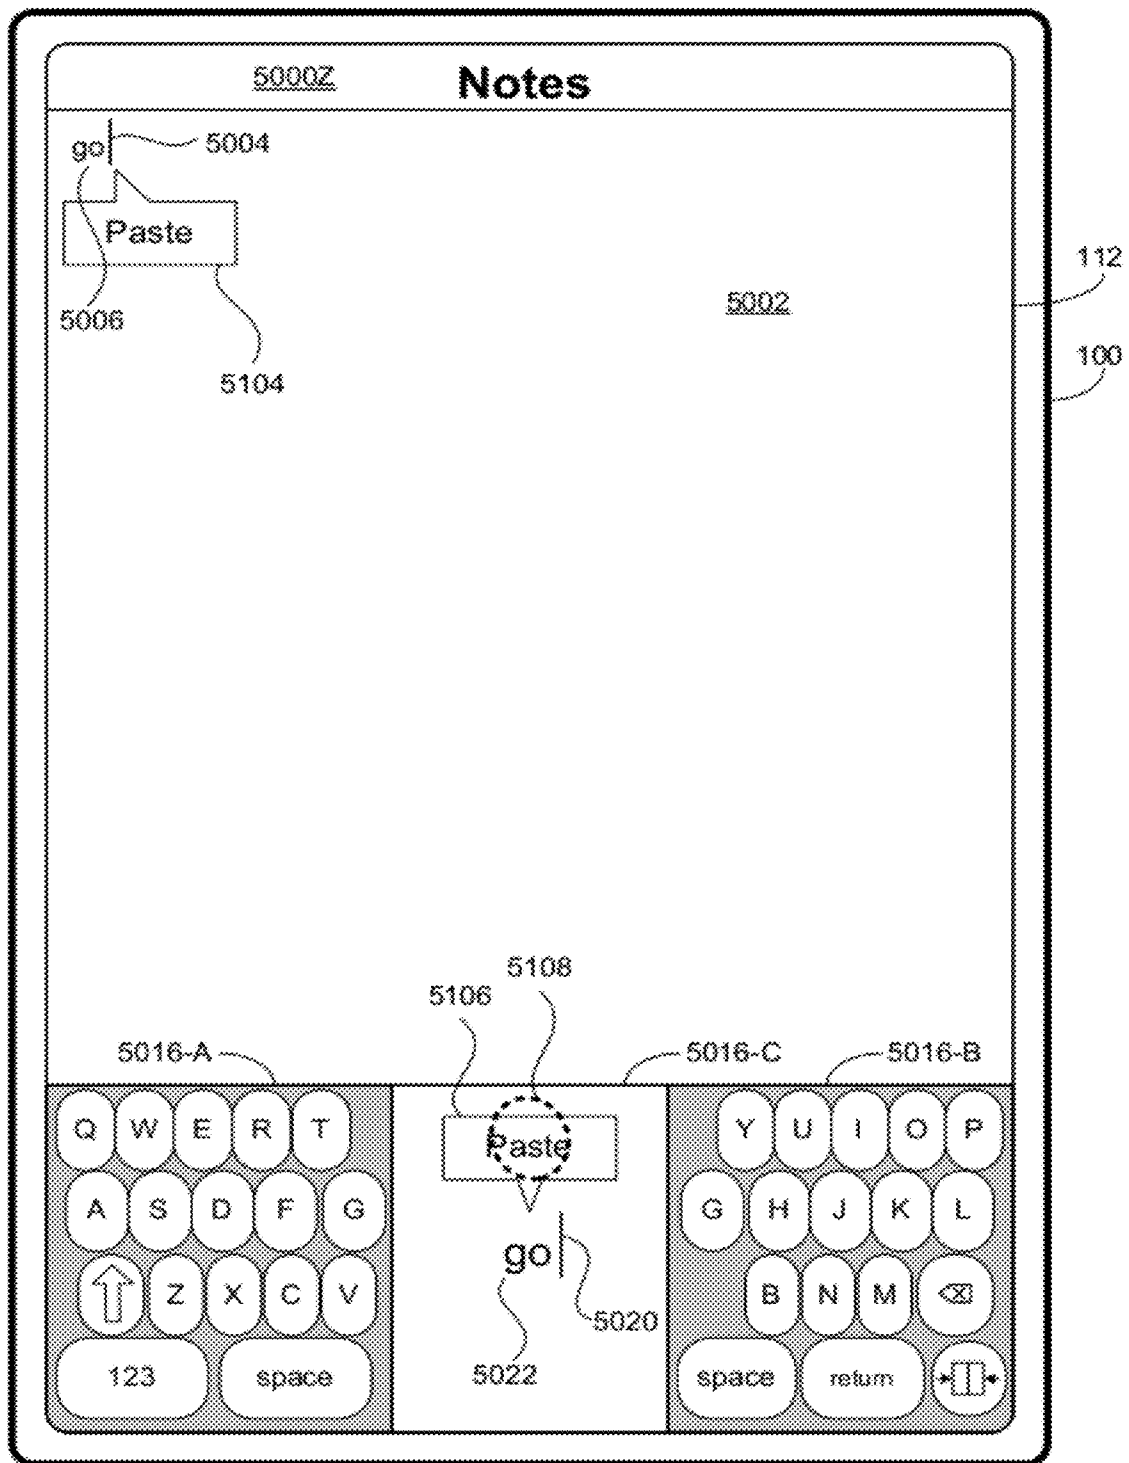 5000Z Notes
go 5004
Paste
5006
5104
5002
112
100
5108
5106
5016-A 5016-C 5016-B
Q W E R T Paste Y U I O P
A S D F G G H J K L
go
Z X C V B N M
5020
123 space 5022 space return